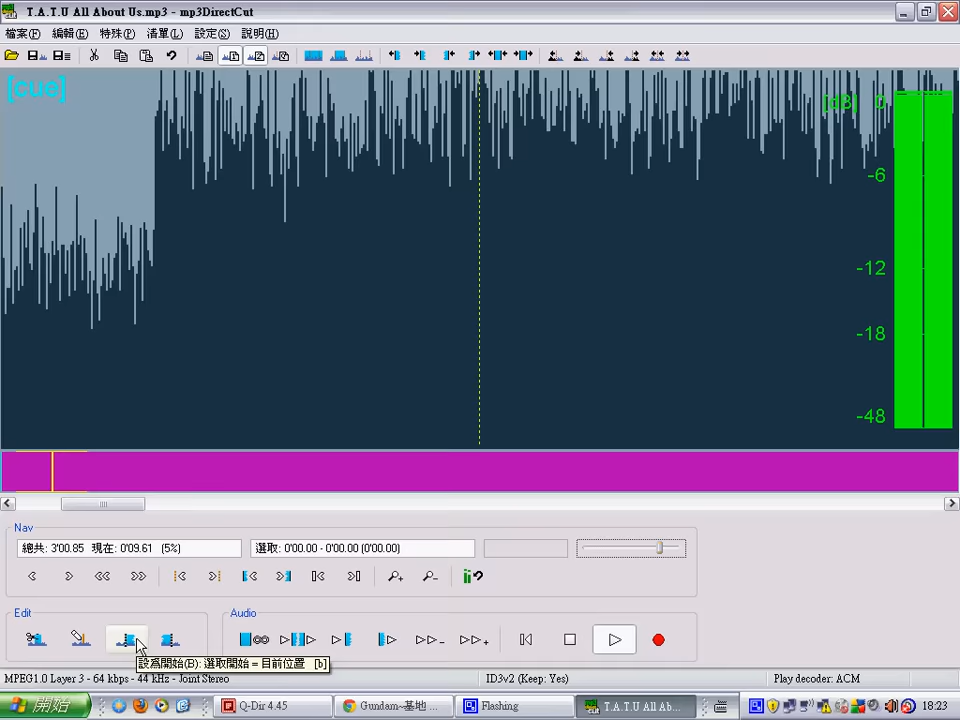 T.A.T.U All About Us.mp3 - mp3DirectCut
檔案(F) 編輯(E) 特殊(P) 清單(L) 設定(S) 說明(H)
[cue]
[dB] 0
-6
-12
-18
-48
Nav
總共: 3'00.85 現在: 0'09.61 (5%)
選取: 0'00.00 - 0'00.00 (0'00.00)
Edit
Audio
設為開始(B): 選取開始 = 目前位置 [b]
MPEG1.0 Layer 3 - 64 kbps - 44 kHz - Joint Stereo
ID3v2 (Keep: Yes)
Play decoder: ACM
開始
Q-Dir 4.45
Gundam~基地 ...
Flashing
T.A.T.U All Ab...
18:23